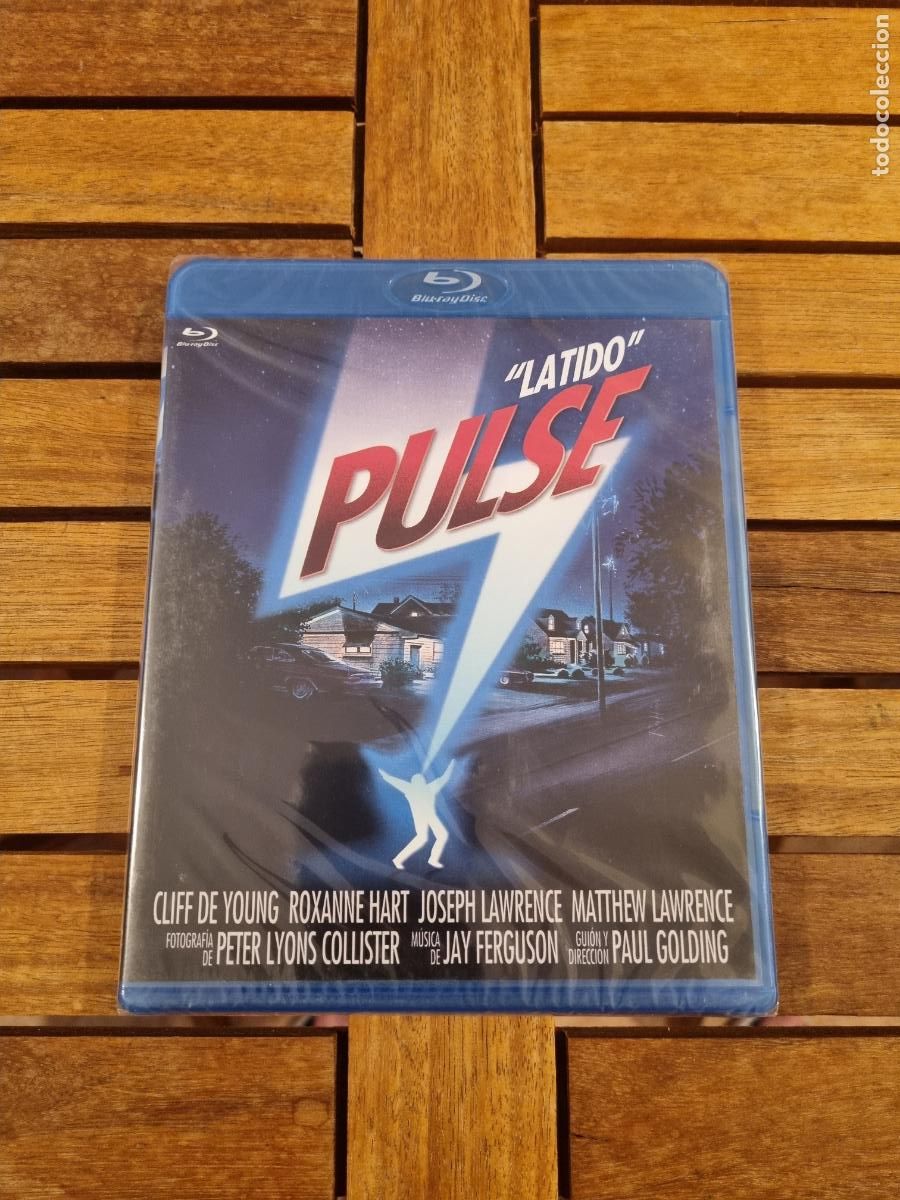 todocoleccion
Blu-ray Disc
Blu-ray Disc
"LATIDO"
PULSE
CLIFF DE YOUNG ROXANNE HART JOSEPH LAWRENCE MATTHEW LAWRENCE
FOTOGRAFÍA DE PETER LYONS COLLISTER MÚSICA DE JAY FERGUSON GUIÓN Y DIRECCIÓN PAUL GOLDING